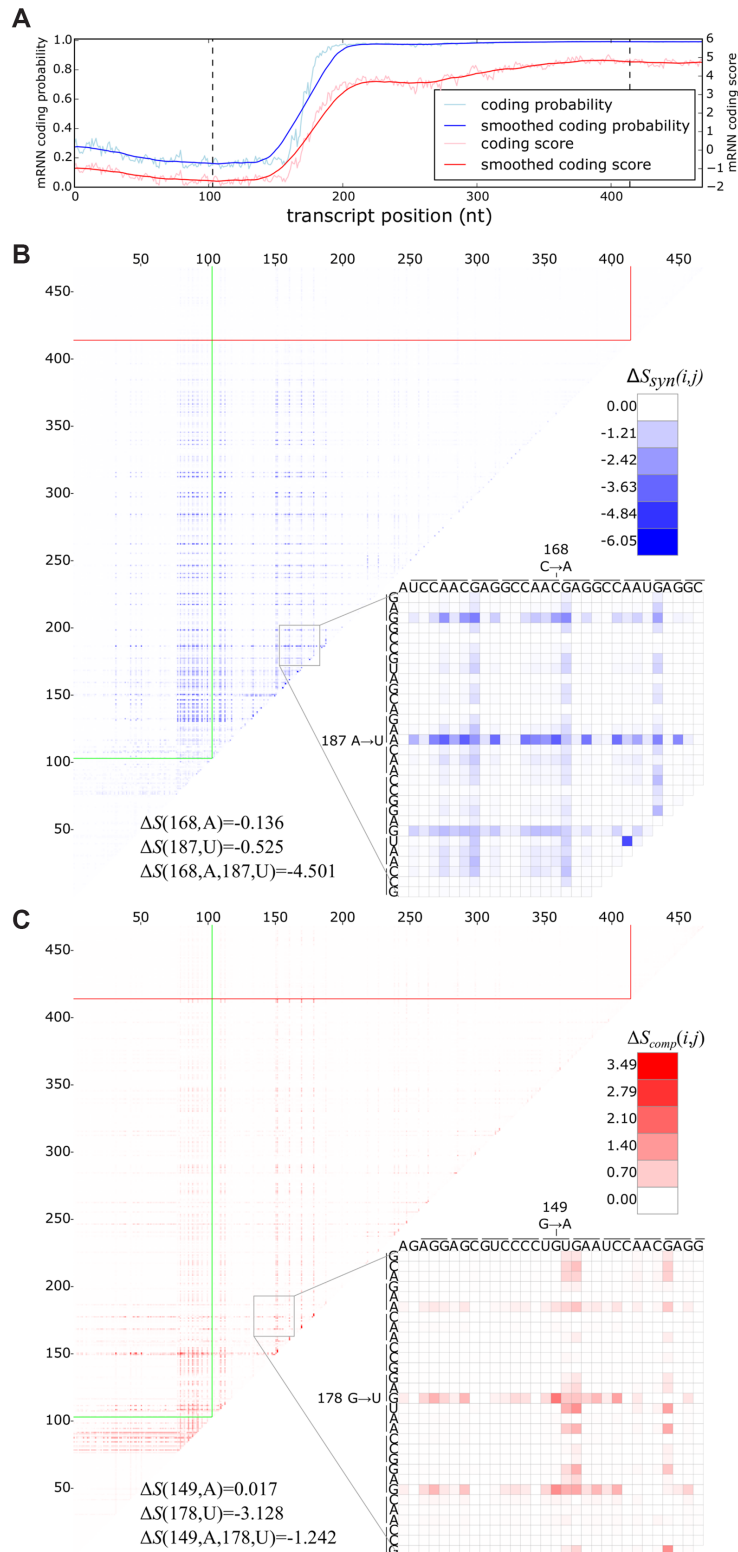 A
1.0
0.8
0.6
0.4
0.2
0.0
mRNN coding probability
6
5
4
3
2
1
0
−1
−2
mRNN coding score
coding probability
smoothed coding probability
coding score
smoothed coding score
0 100 200 300 400
transcript position (nt)
B
50 100 150 200 250 300 350 400 450
450
400
350
300
250
200
150
100
50
ΔSsyn(i,j)
0.00
-1.21
-2.42
-3.63
-4.84
-6.05
168
C→A
AUCCAACGAGGCCAACGAGGCCAAUGAGGC
187 A→U
ΔS(168,A)=-0.136
ΔS(187,U)=-0.525
ΔS(168,A,187,U)=-4.501
C
50 100 150 200 250 300 350 400 450
450
400
350
300
250
200
150
100
50
ΔScomp(i,j)
3.49
2.79
2.10
1.40
0.70
0.00
149
G→A
AGAGGAGCGUCCCCUGUGAAUCCAACGAGG
178 G→U
ΔS(149,A)=0.017
ΔS(178,U)=-3.128
ΔS(149,A,178,U)=-1.242